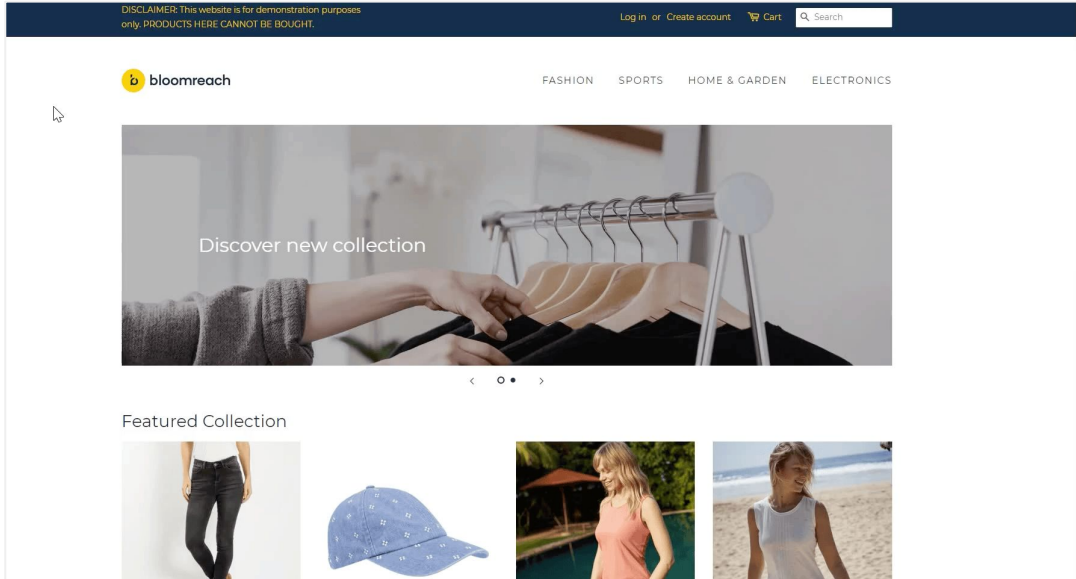 DISCLAIMER: This website is for demonstration purposes
only. PRODUCTS HERE CANNOT BE BOUGHT.
Log in or Create account Cart Search
bloomreach
FASHION SPORTS HOME & GARDEN ELECTRONICS
Discover new collection
Featured Collection